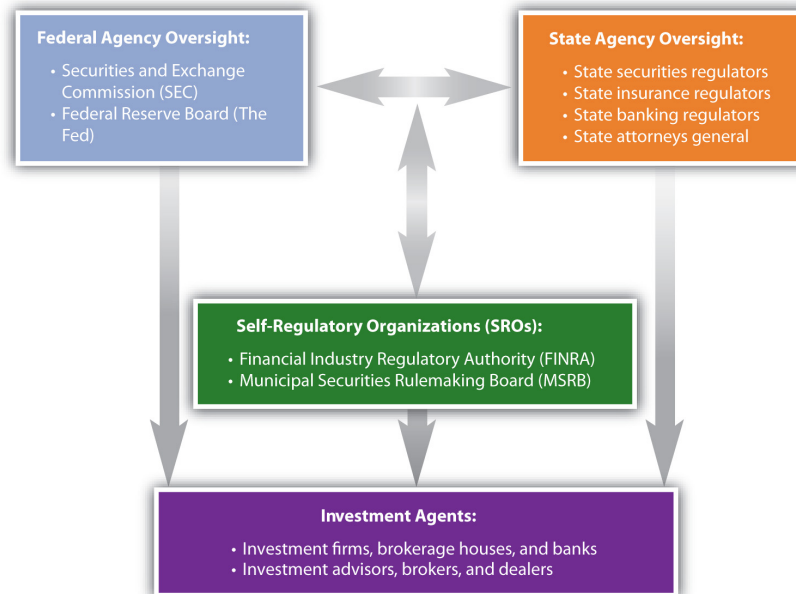 Federal Agency Oversight:
• Securities and Exchange
Commission (SEC)
• Federal Reserve Board (The
Fed)
State Agency Oversight:
• State securities regulators
• State insurance regulators
• State banking regulators
• State attorneys general
Self-Regulatory Organizations (SROs):
• Financial Industry Regulatory Authority (FINRA)
• Municipal Securities Rulemaking Board (MSRB)
Investment Agents:
• Investment firms, brokerage houses, and banks
• Investment advisors, brokers, and dealers